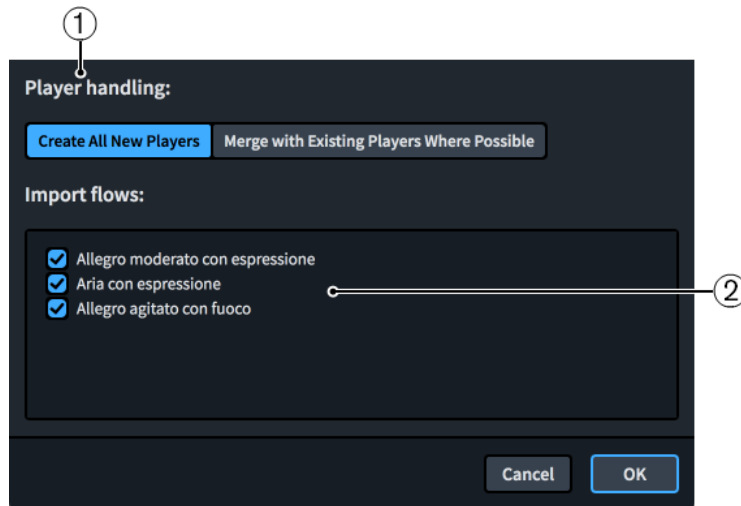 1
Player handling:
Create All New Players Merge with Existing Players Where Possible
Import flows:
Allegro moderato con espressione
Aria con espressione
2
Allegro agitato con fuoco
Cancel OK